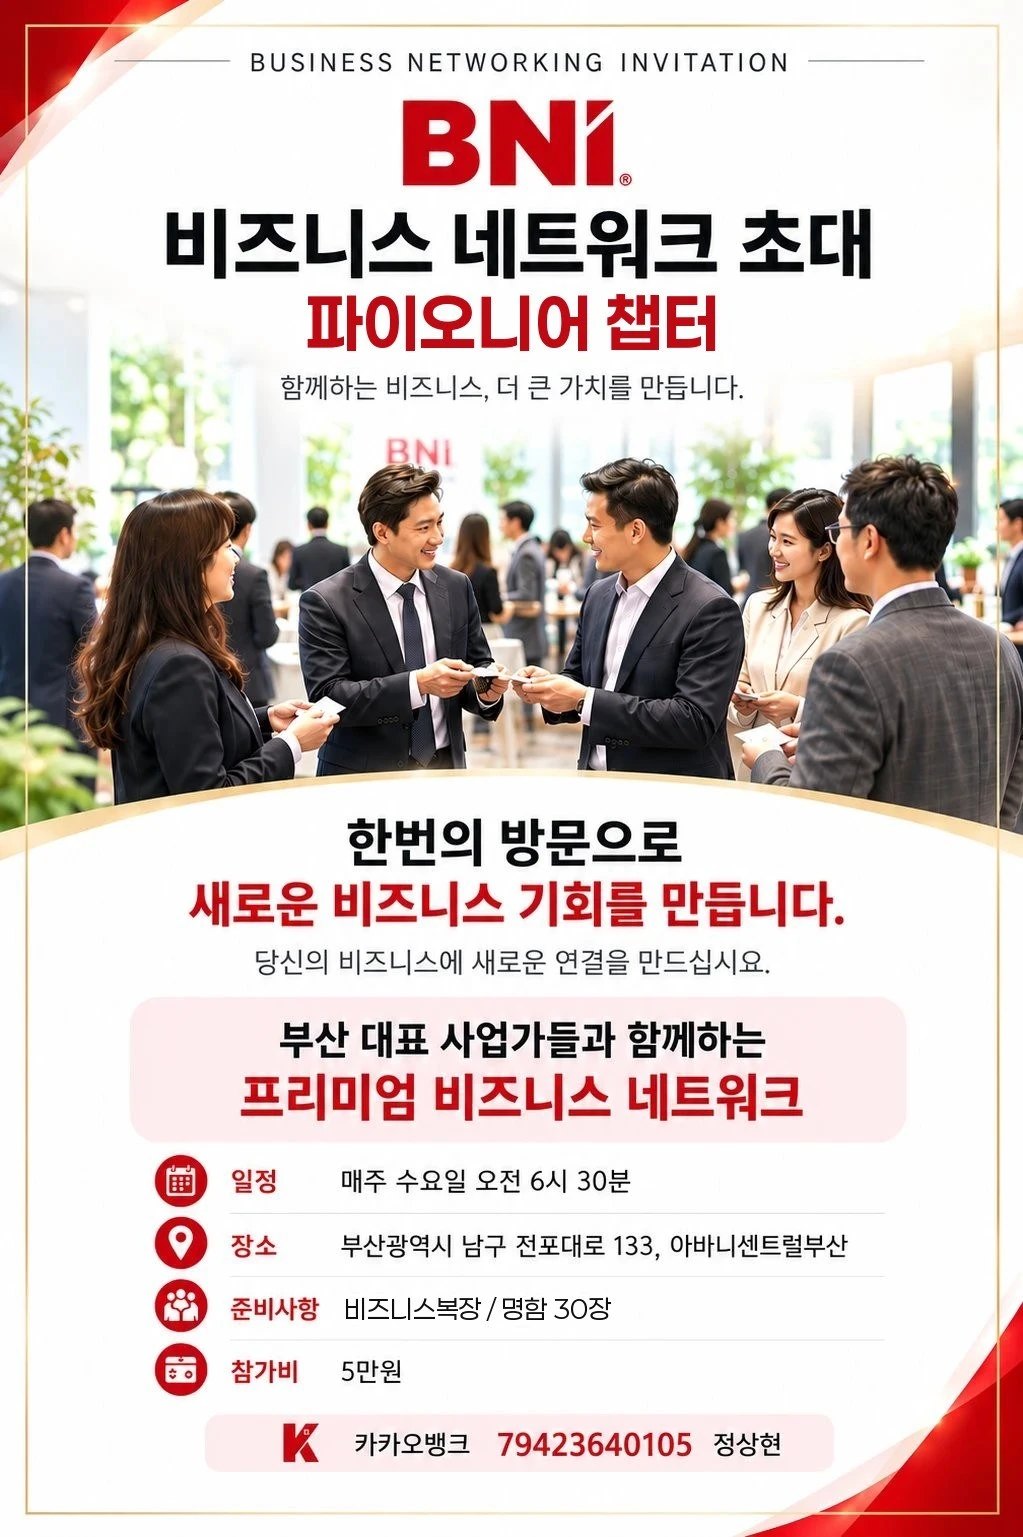 BUSINESS NETWORKING INVITATION
BNI®
비즈니스 네트워크 초대
파이오니어 챕터
함께하는 비즈니스, 더 큰 가치를 만듭니다.
BNI
한번의 방문으로
새로운 비즈니스 기회를 만듭니다.
당신의 비즈니스에 새로운 연결을 만드십시요.
부산 대표 사업가들과 함께하는
프리미엄 비즈니스 네트워크
일정 매주 수요일 오전 6시 30분
장소 부산광역시 남구 전포대로 133, 아바니센트럴부산
준비사항 비즈니스복장 / 명함 30장
참가비 5만원
K 카카오뱅크 79423640105 정상현